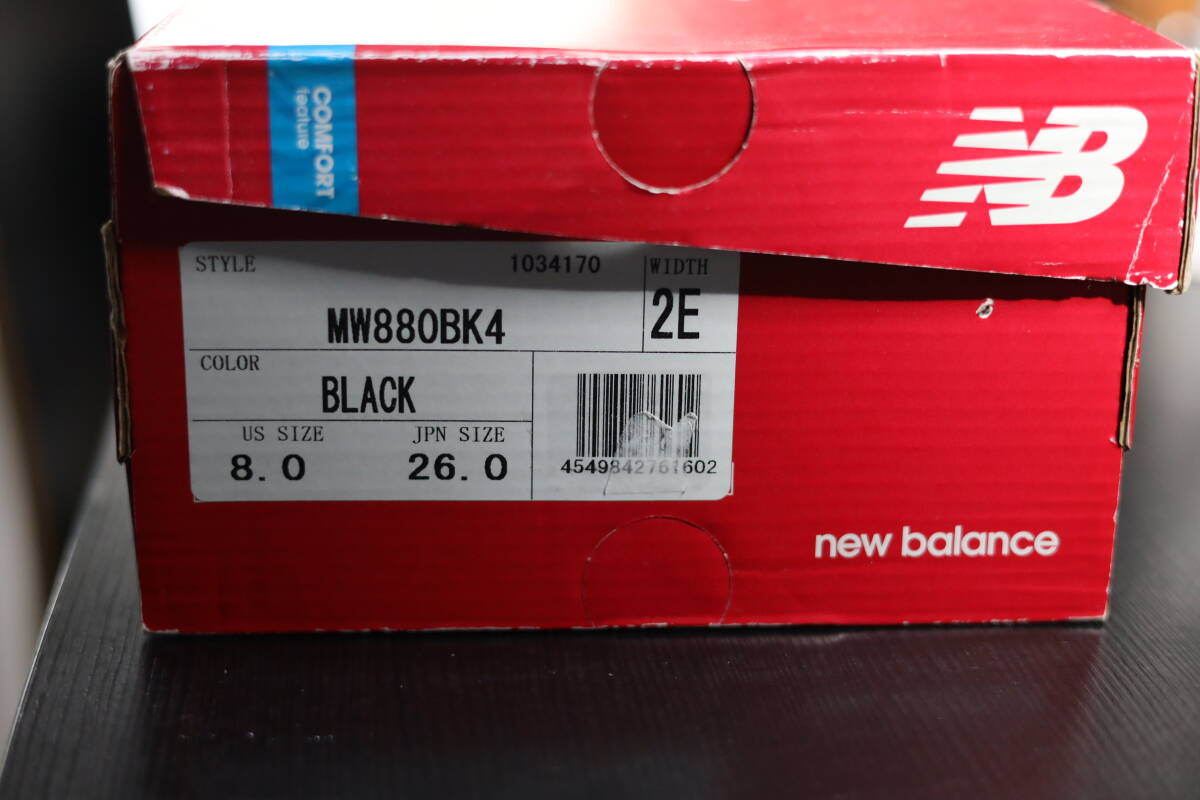 COMFORT
feature
NB
STYLE 1034170 WIDTH
MW880BK4 2E
COLOR
BLACK
US SIZE JPN SIZE
8.0 26.0
4549842761602
new balance